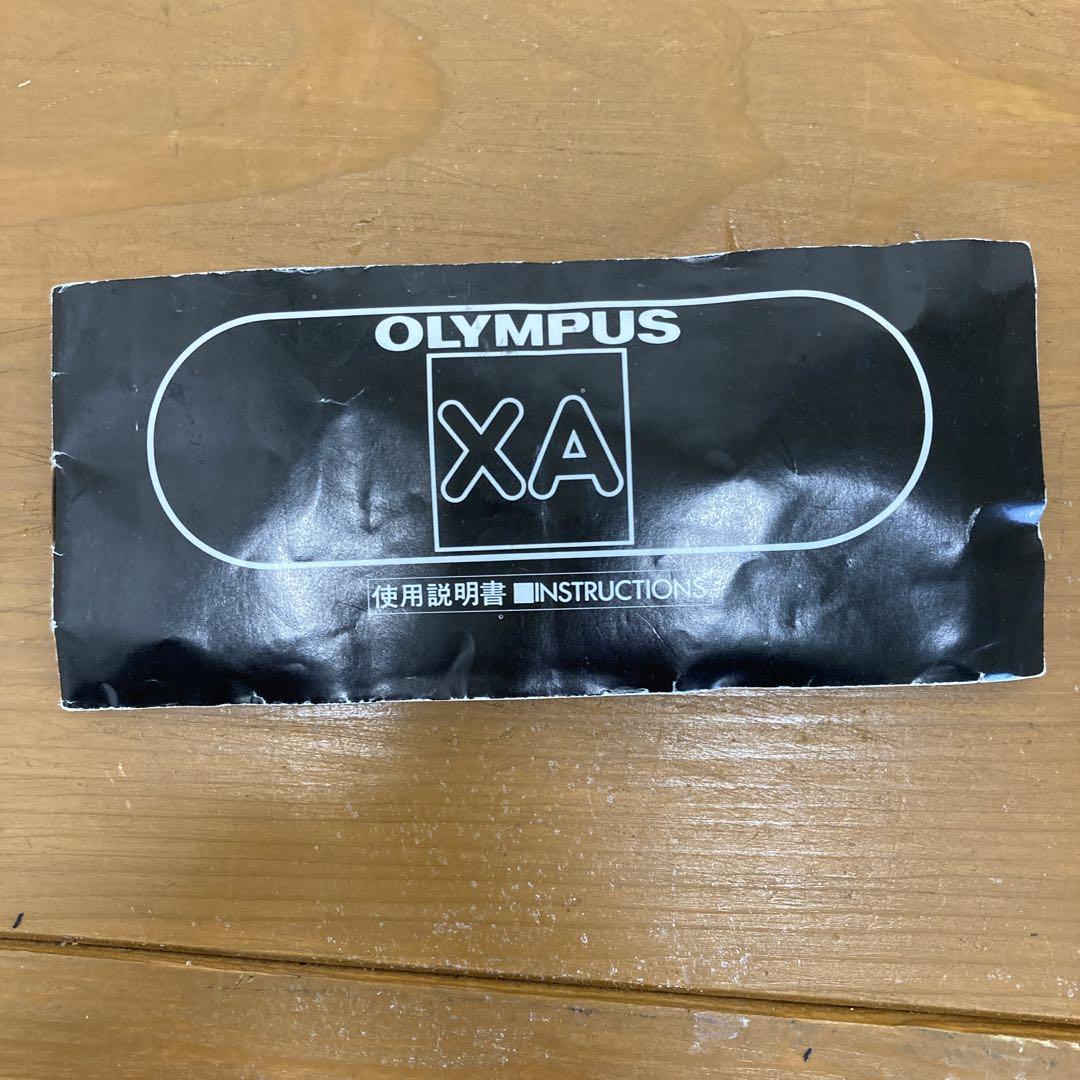 OLYMPUS
XA
使用説明書 ■INSTRUCTIONS